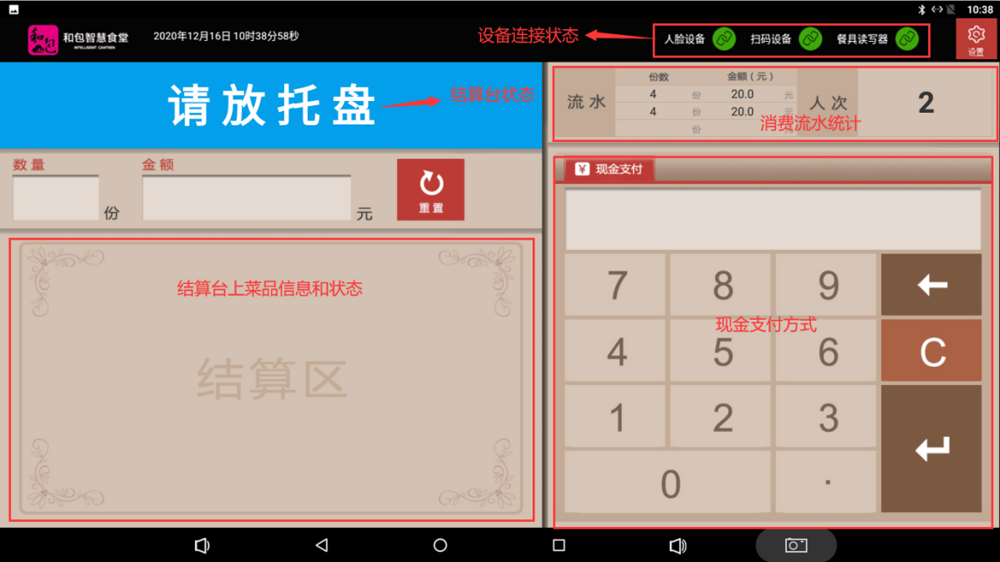 10:38
和包智慧食堂
INTELLIGENT CANTEEN
2020年12月16日 10时38分58秒
设备连接状态
人脸设备
扫码设备
餐具读写器
设置
请放托盘
结算台状态
流水
份数
金额(元)
4 份 20.0 元
4 份 20.0 元
份 元
人次
2
消费流水统计
数量
份
金额
元
重置
¥ 现金支付
结算台上菜品信息和状态
结算区
7 8 9 ←
现金支付方式
4 5 6 C
1 2 3
0 .